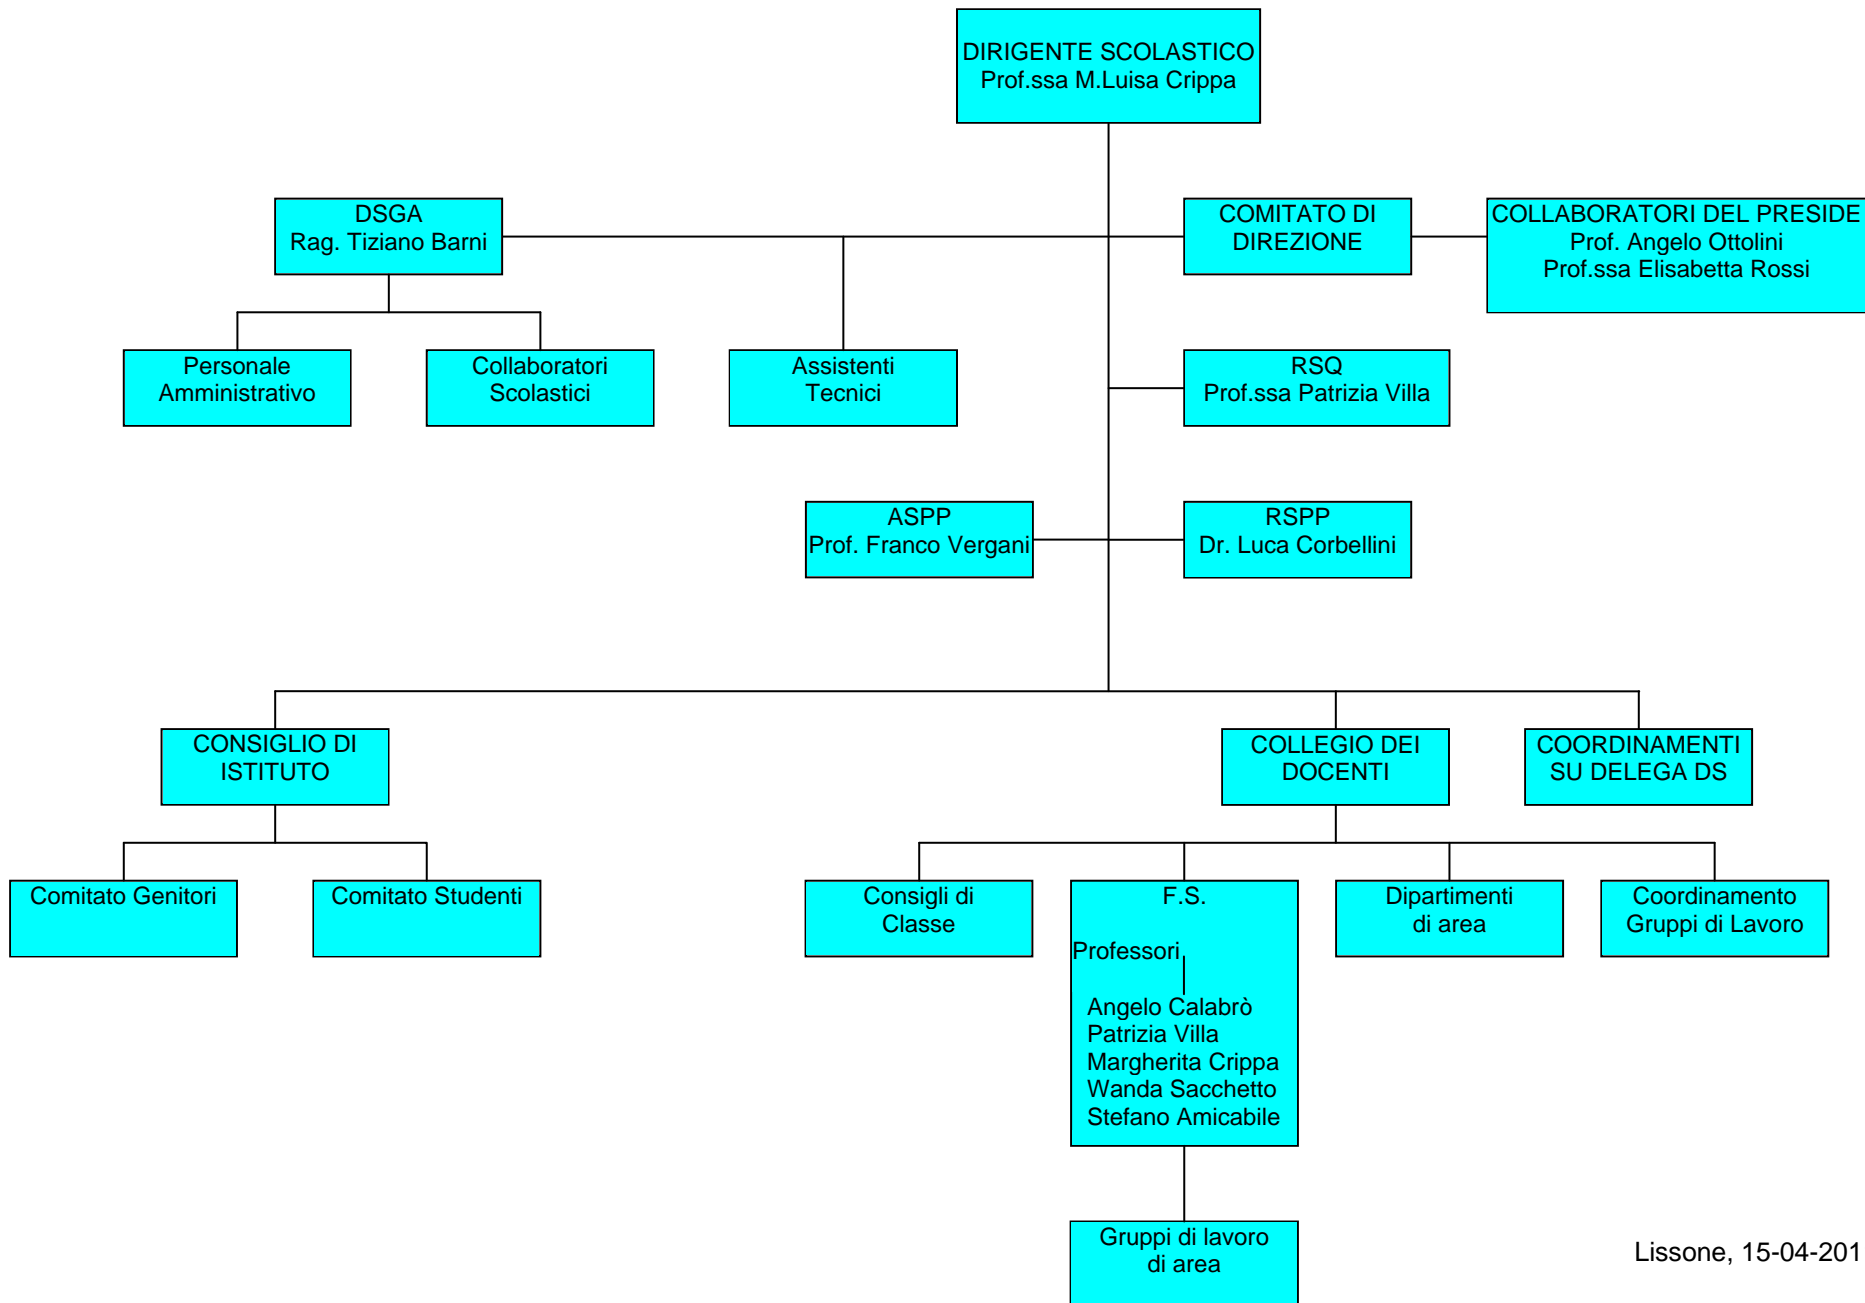 DIRIGENTE SCOLASTICO
Prof.ssa M.Luisa Crippa
DSGA
Rag. Tiziano Barni
COMITATO DI
DIREZIONE
COLLABORATORI DEL PRESIDE
Prof. Angelo Ottolini
Prof.ssa Elisabetta Rossi
Personale
Amministrativo
Collaboratori
Scolastici
Assistenti
Tecnici
RSQ
Prof.ssa Patrizia Villa
ASPP
Prof. Franco Vergani
RSPP
Dr. Luca Corbellini
CONSIGLIO DI
ISTITUTO
COLLEGIO DEI
DOCENTI
COORDINAMENTI
SU DELEGA DS
Comitato Genitori
Comitato Studenti
Consigli di
Classe
F.S.
Professori
Angelo Calabrò
Patrizia Villa
Margherita Crippa
Wanda Sacchetto
Stefano Amicabile
Dipartimenti
di area
Coordinamento
Gruppi di Lavoro
Gruppi di lavoro
di area
Lissone, 15-04-201